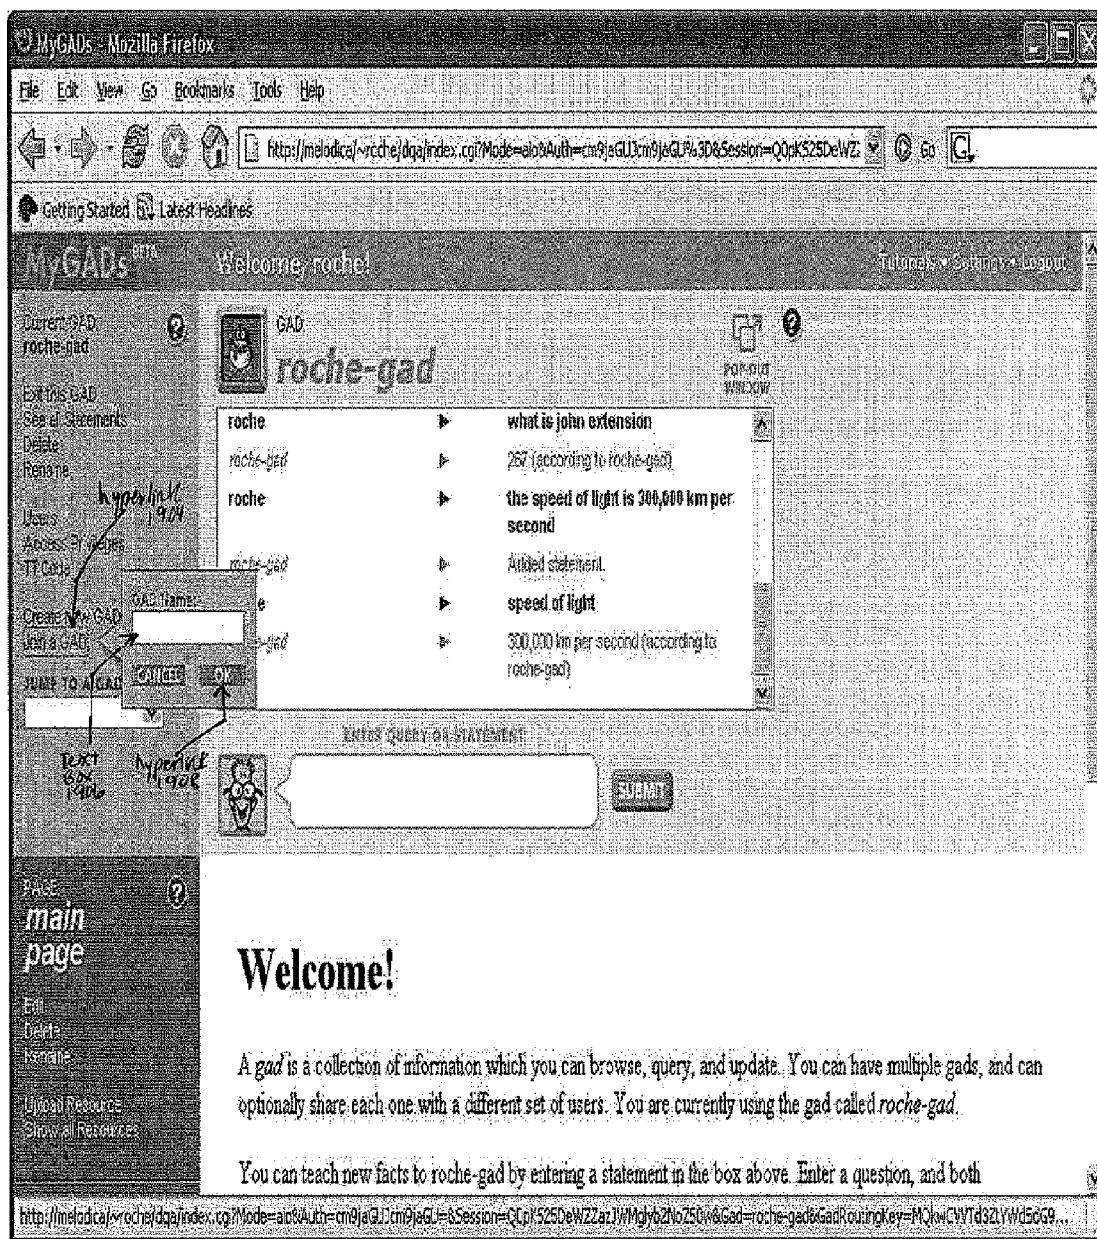 MyGADs - Mozilla Firefox
File Edit View Go Bookmarks Tools Help
Go
Getting Started Latest Headlines
MyGADs BETA Welcome, roche! Tutorials • Settings • Logout
Current GAD:
roche-gad
GAD
roche-gad
POP-OUT
WINDOW
Exit this GAD
See all Statements
Delete
Rename
Users
Access Privileges
TT Code
Create new GAD
Join a GAD
JUMP TO A GAD
hyperlink
1904
GAD Name:
CANCEL OK
Text
Box
1906
hyperlink
1908
roche what is john extension
roche-gad 267 (according to roche-gad)
roche the speed of light is 300,000 km per
second
roche-gad Added statement.
speed of light
300,000 km per second (according to
roche-gad)
ENTER QUERY OR STATEMENT
SUBMIT
PAGE
main
page
Edit
Delete
Rename
Upload Resource
Show all Resources
Welcome!
A gad is a collection of information which you can browse, query, and update. You can have multiple gads, and can
optionally share each one with a different set of users. You are currently using the gad called roche-gad.
You can teach new facts to roche-gad by entering a statement in the box above. Enter a question, and both